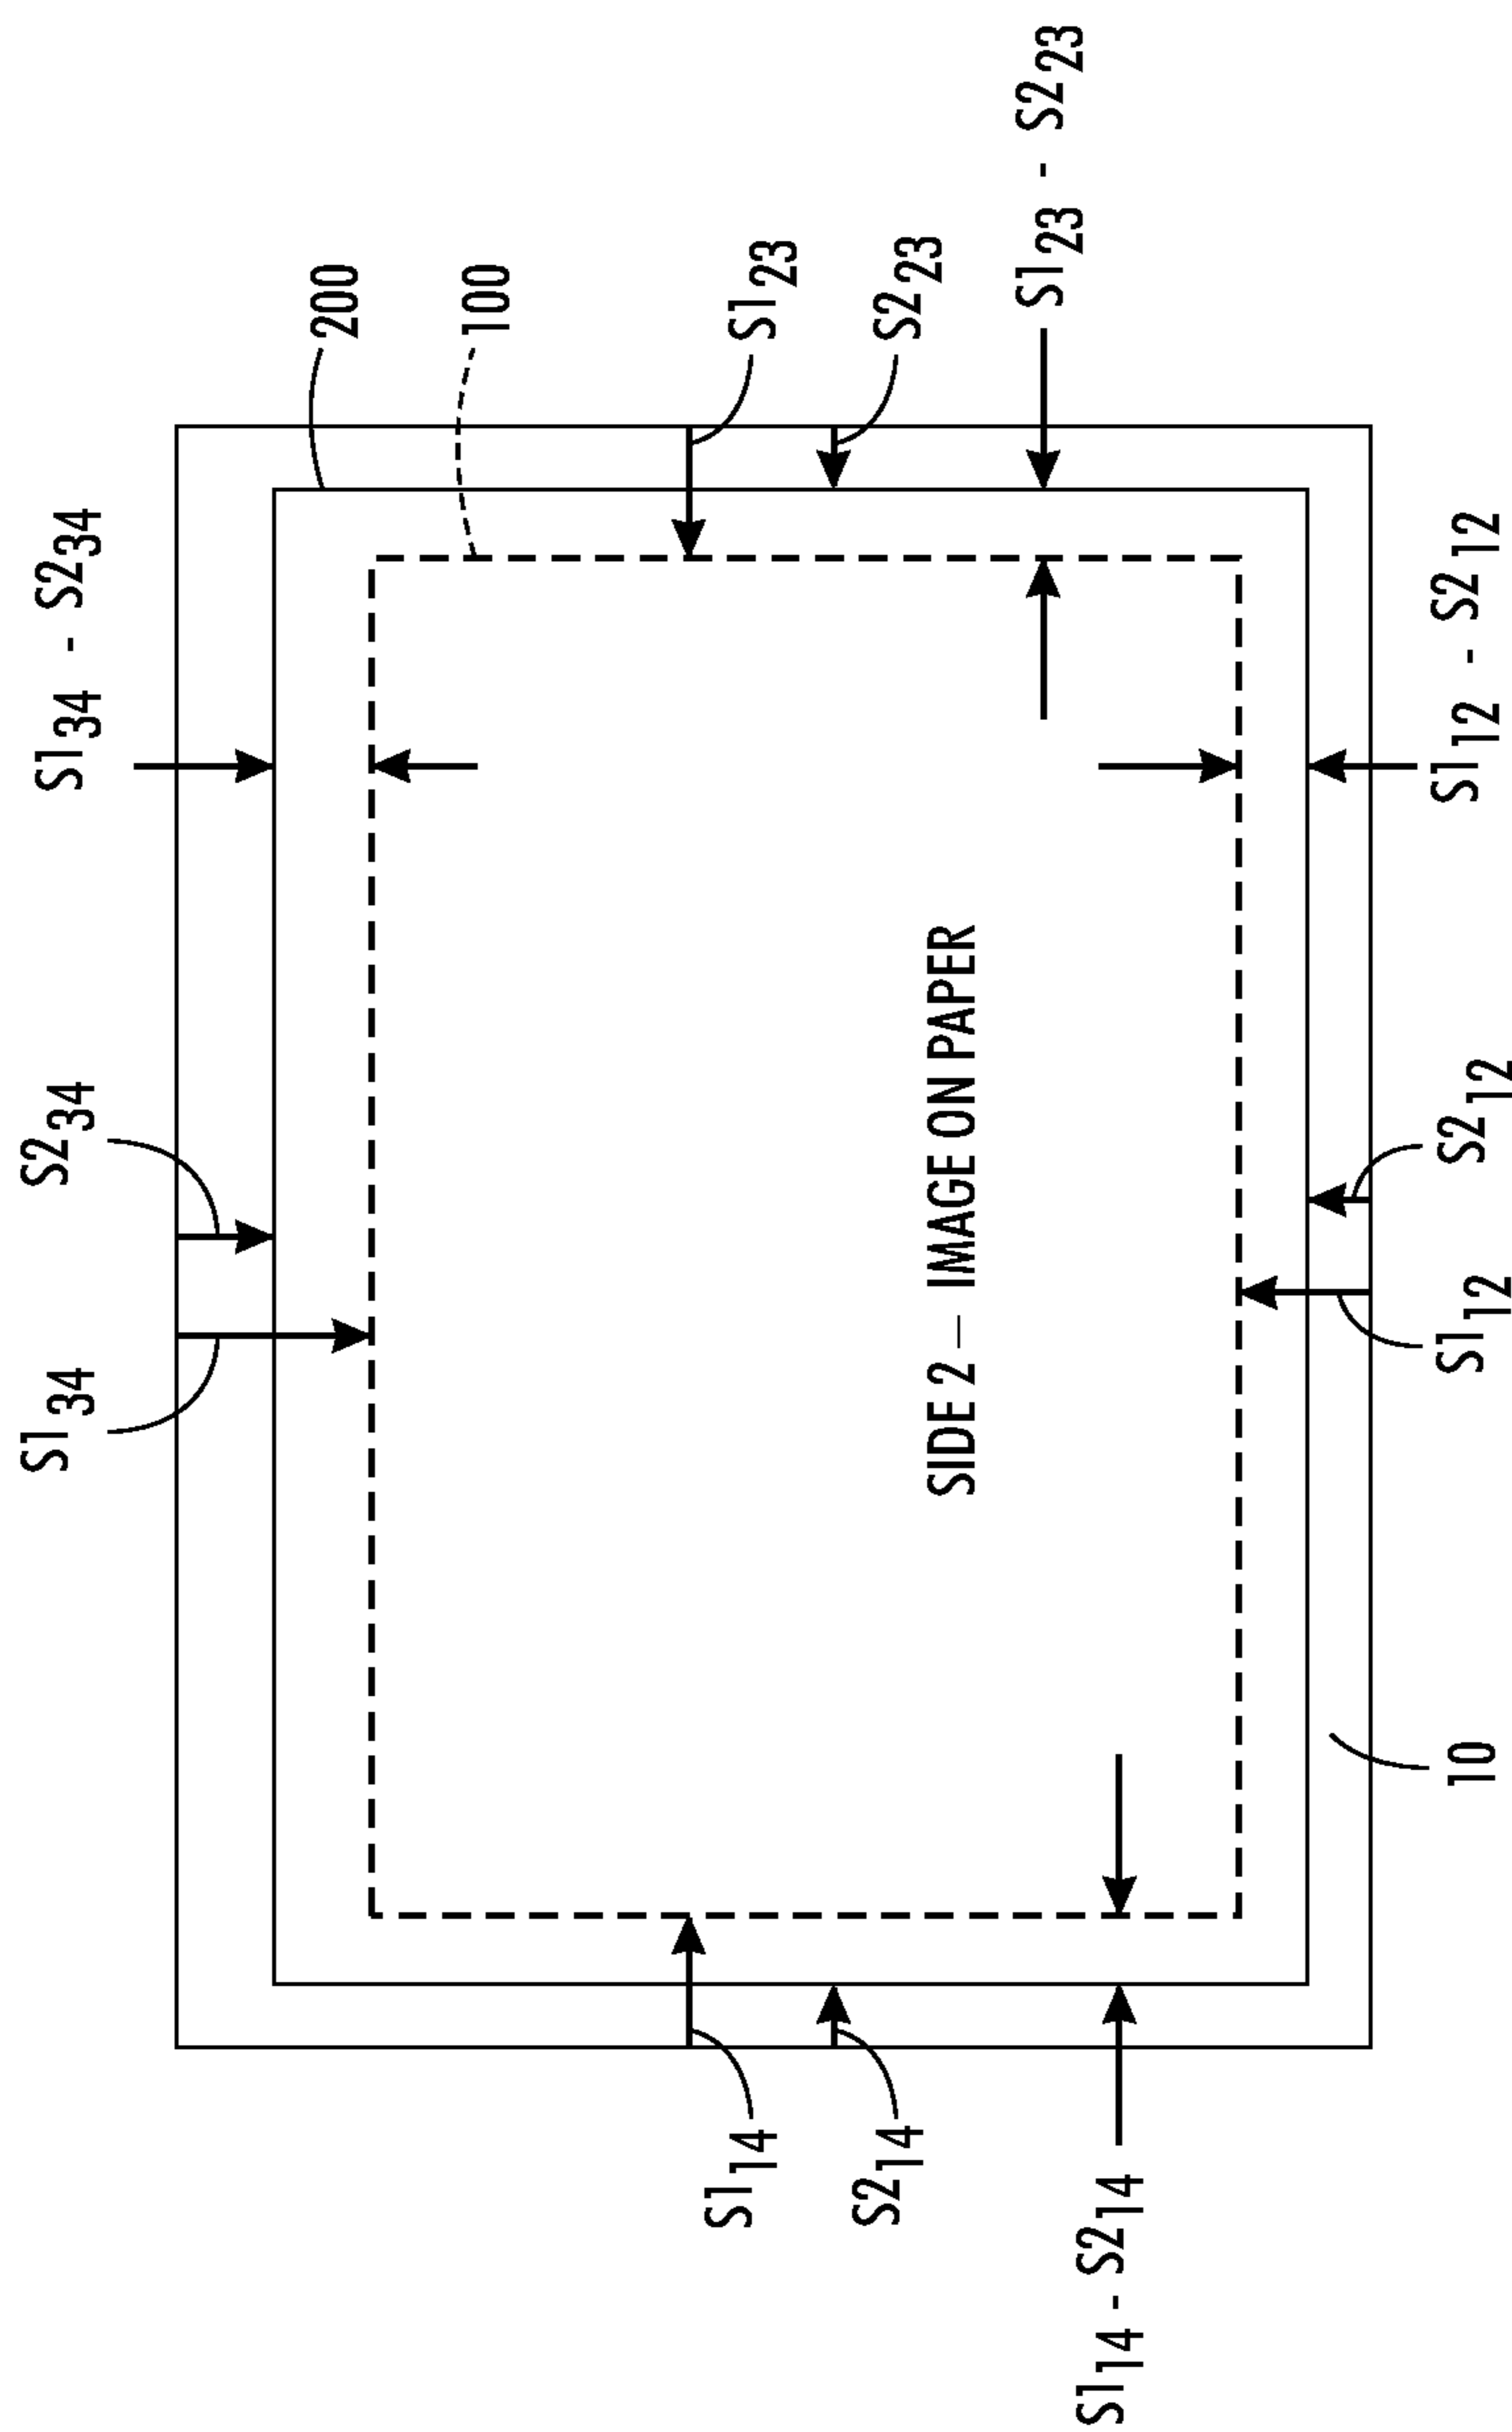 S1₃₄
S2₃₄
S1₃₄ - S2₃₄
200
100
S1₁₄
S1₂₃
S2₁₄
S2₂₃
SIDE 2 – IMAGE ON PAPER
S1₂₃ - S2₂₃
S1₁₄ - S2₁₄
10
S1₁₂
S2₁₂
S1₁₂ - S2₁₂